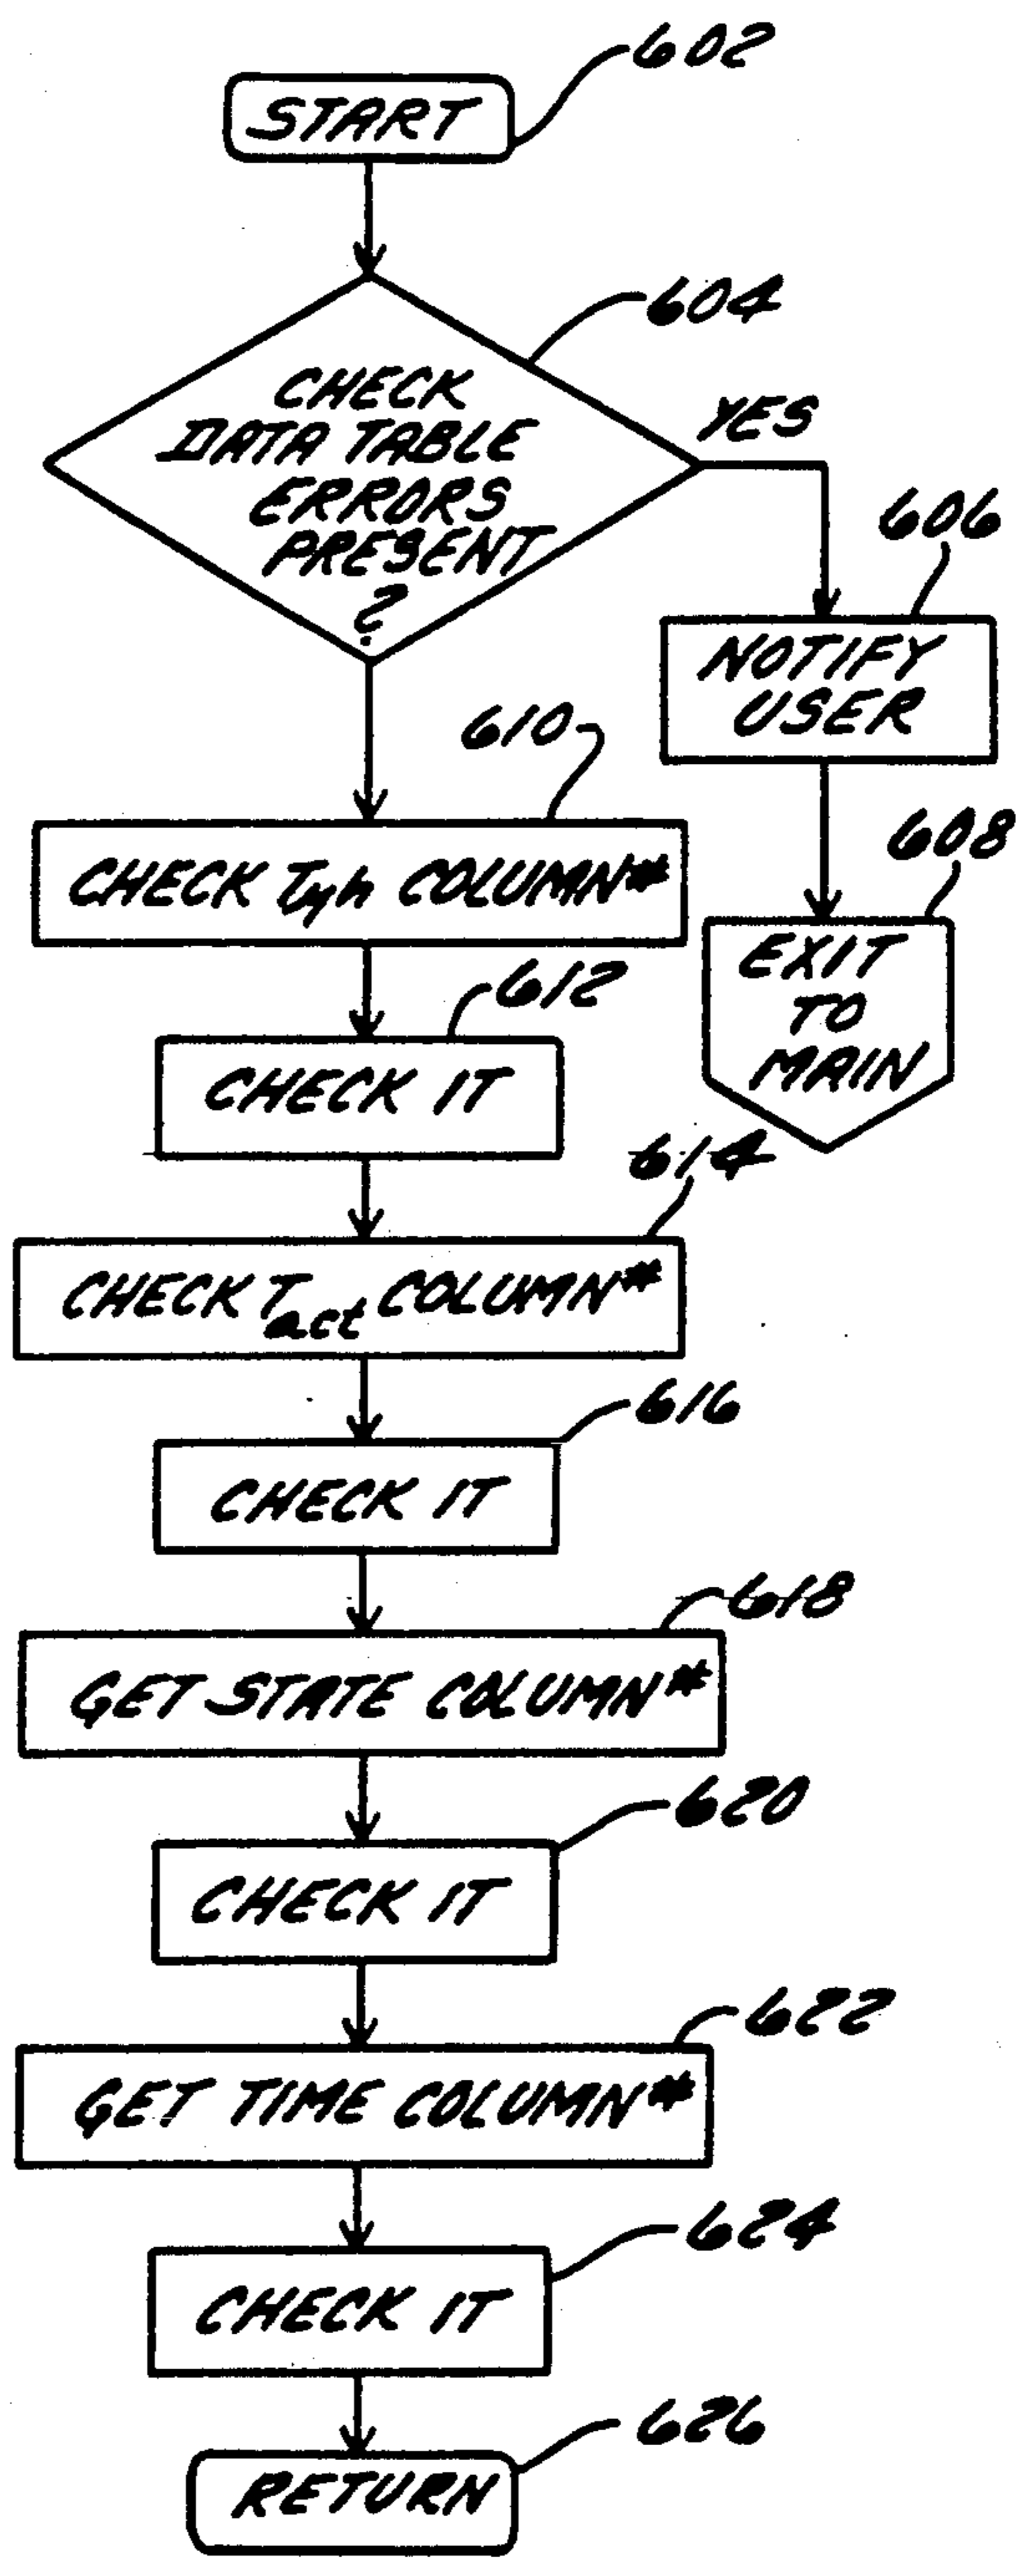 602
START
604
CHECK
DATA TABLE
ERRORS
PRESENT
?
YES
606
NOTIFY
USER
608
EXIT
TO
MAIN
610
CHECK Tyh COLUMN#
612
CHECK IT
614
CHECK Tact COLUMN#
616
CHECK IT
618
GET STATE COLUMN#
620
CHECK IT
622
GET TIME COLUMN#
624
CHECK IT
626
RETURN